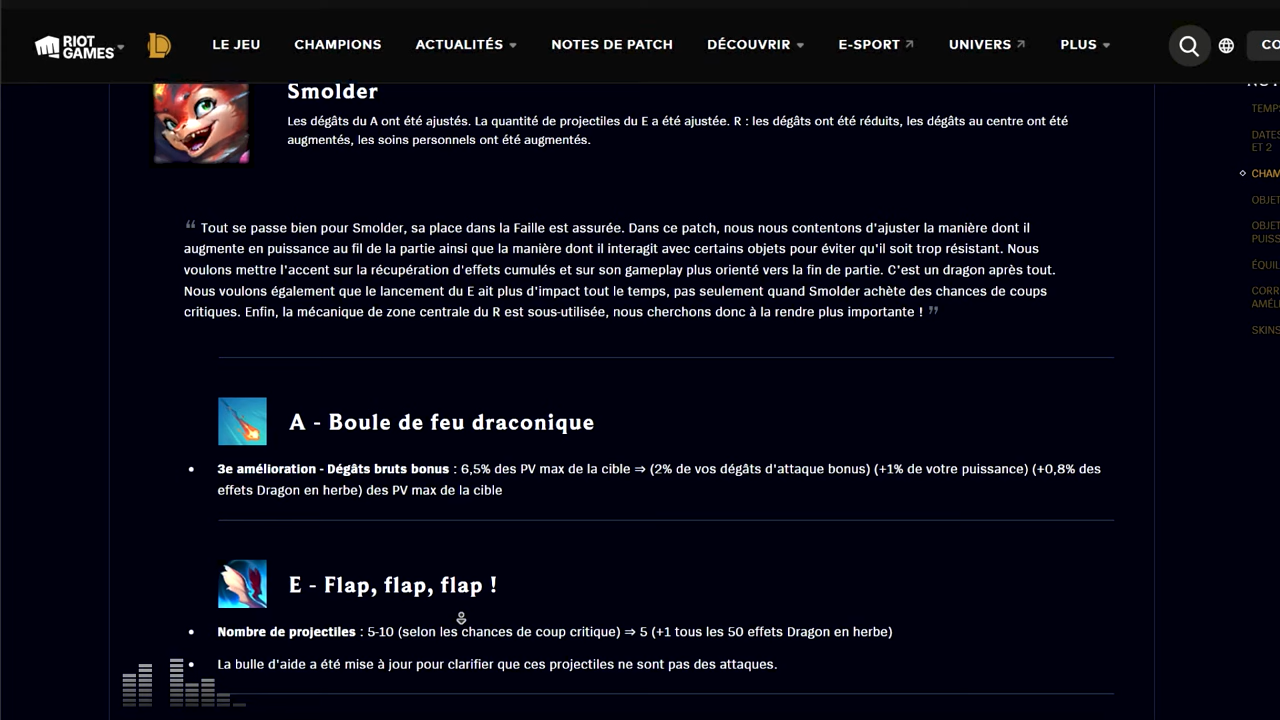 RIOT GAMES
LE JEU
CHAMPIONS
ACTUALITÉS
NOTES DE PATCH
DÉCOUVRIR
E-SPORT
UNIVERS
PLUS
CO
Smolder
Les dégâts du A ont été ajustés. La quantité de projectiles du E a été ajustée. R : les dégâts ont été réduits, les dégâts au centre ont été
augmentés, les soins personnels ont été augmentés.
“ Tout se passe bien pour Smolder, sa place dans la Faille est assurée. Dans ce patch, nous nous contentons d'ajuster la manière dont il
augmente en puissance au fil de la partie ainsi que la manière dont il interagit avec certains objets pour éviter qu'il soit trop résistant. Nous
voulons mettre l'accent sur la récupération d'effets cumulés et sur son gameplay plus orienté vers la fin de partie. C'est un dragon après tout.
Nous voulons également que le lancement du E ait plus d'impact tout le temps, pas seulement quand Smolder achète des chances de coups
critiques. Enfin, la mécanique de zone centrale du R est sous-utilisée, nous cherchons donc à la rendre plus importante ! ”
A - Boule de feu draconique
• 3e amélioration - Dégâts bruts bonus : 6,5% des PV max de la cible ⇒ (2% de vos dégâts d'attaque bonus) (+1% de votre puissance) (+0,8% des
effets Dragon en herbe) des PV max de la cible
E - Flap, flap, flap !
• Nombre de projectiles : 5-10 (selon les chances de coup critique) ⇒ 5 (+1 tous les 50 effets Dragon en herbe)
• La bulle d'aide a été mise à jour pour clarifier que ces projectiles ne sont pas des attaques.
TEMP
DATES
ET 2
CHAM
OBJET
OBJET
PUISS
ÉQUIL
CORR
AMÉLI
SKINS